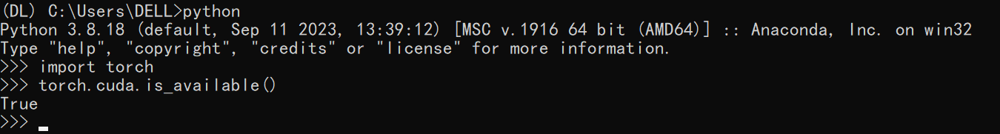 (DL) C:\Users\DELL>python
Python 3.8.18 (default, Sep 11 2023, 13:39:12) [MSC v.1916 64 bit (AMD64)] :: Anaconda, Inc. on win32
Type "help", "copyright", "credits" or "license" for more information.
>>> import torch
>>> torch.cuda.is_available()
True
>>>